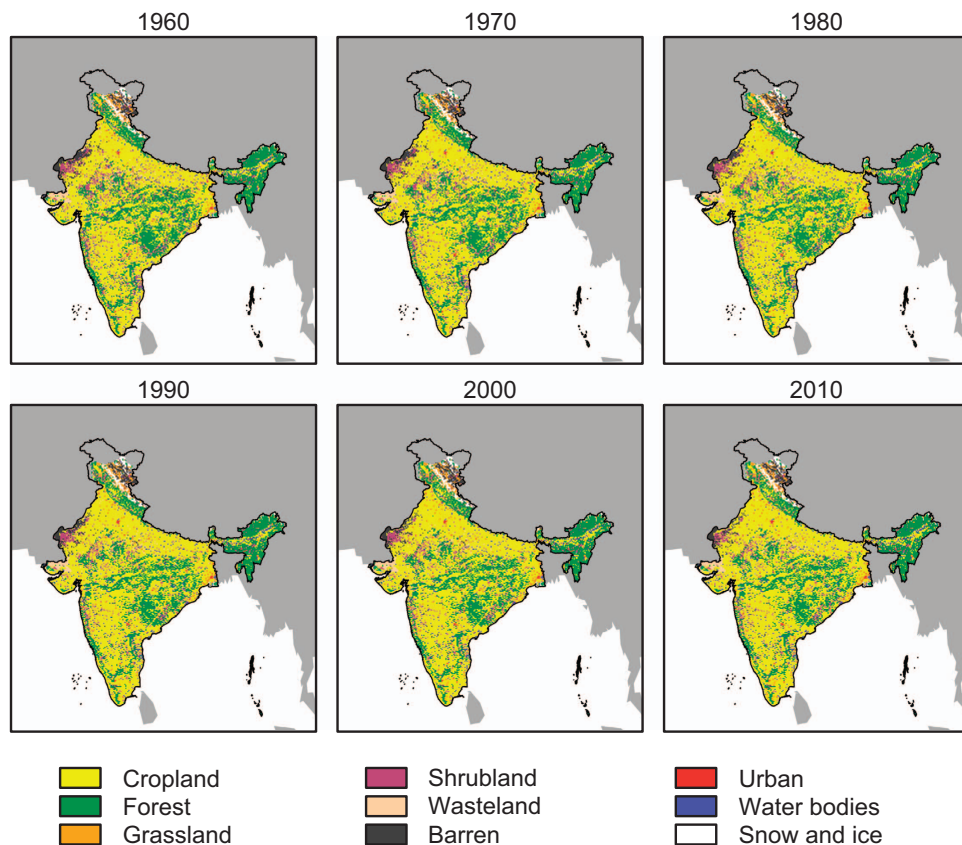 1960 1970 1980
1990 2000 2010
Cropland Shrubland Urban
Forest Wasteland Water bodies
Grassland Barren Snow and ice